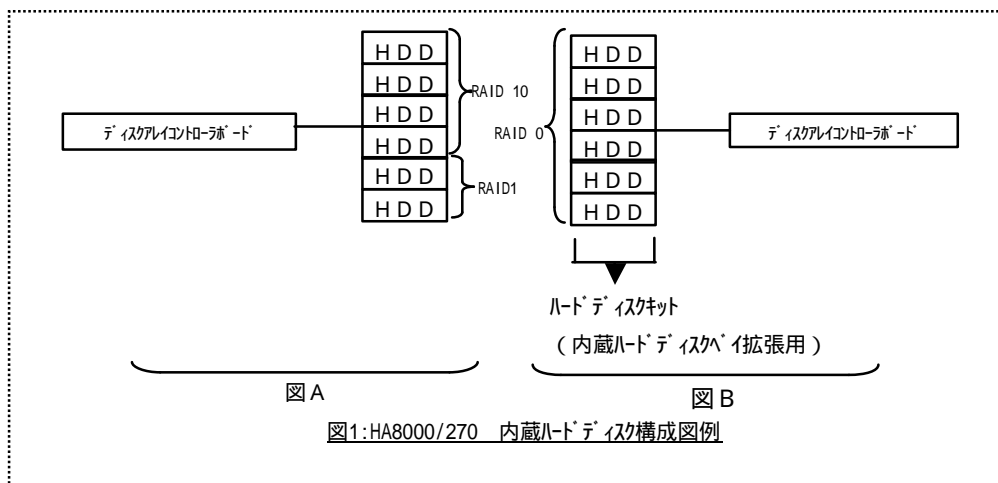 HDD
HDD
HDD
HDD
HDD
HDD
RAID 10
RAID1
ディスクアレイコントローラボード
HDD
HDD
HDD
HDD
HDD
HDD
RAID 0
ディスクアレイコントローラボード
ハードディスクキット
(内蔵ハードディスクベイ拡張用)
図A
図B
図1:HA8000/270 内蔵ハードディスク構成図例